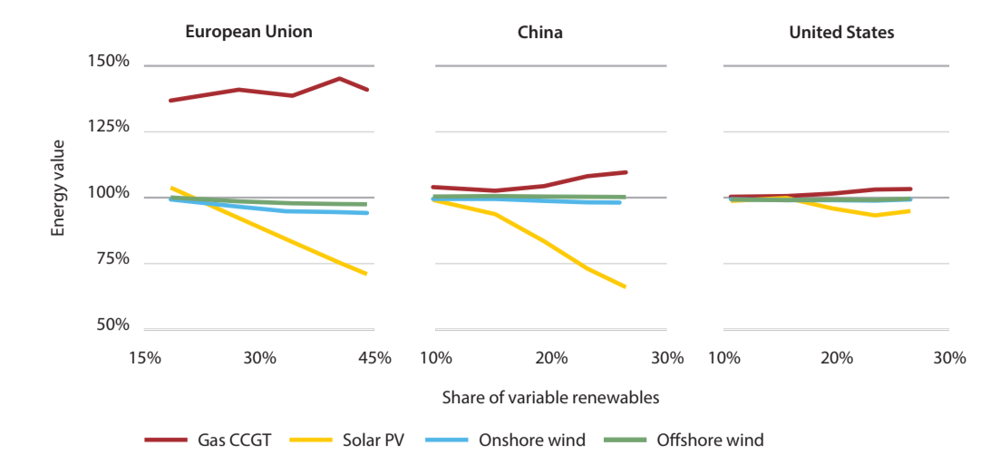 European Union China United States
150%
125%
100%
75%
50%
Energy value
15% 30% 45% 10% 20% 30% 10% 20% 30%
Share of variable renewables
Gas CCGT Solar PV Onshore wind Offshore wind